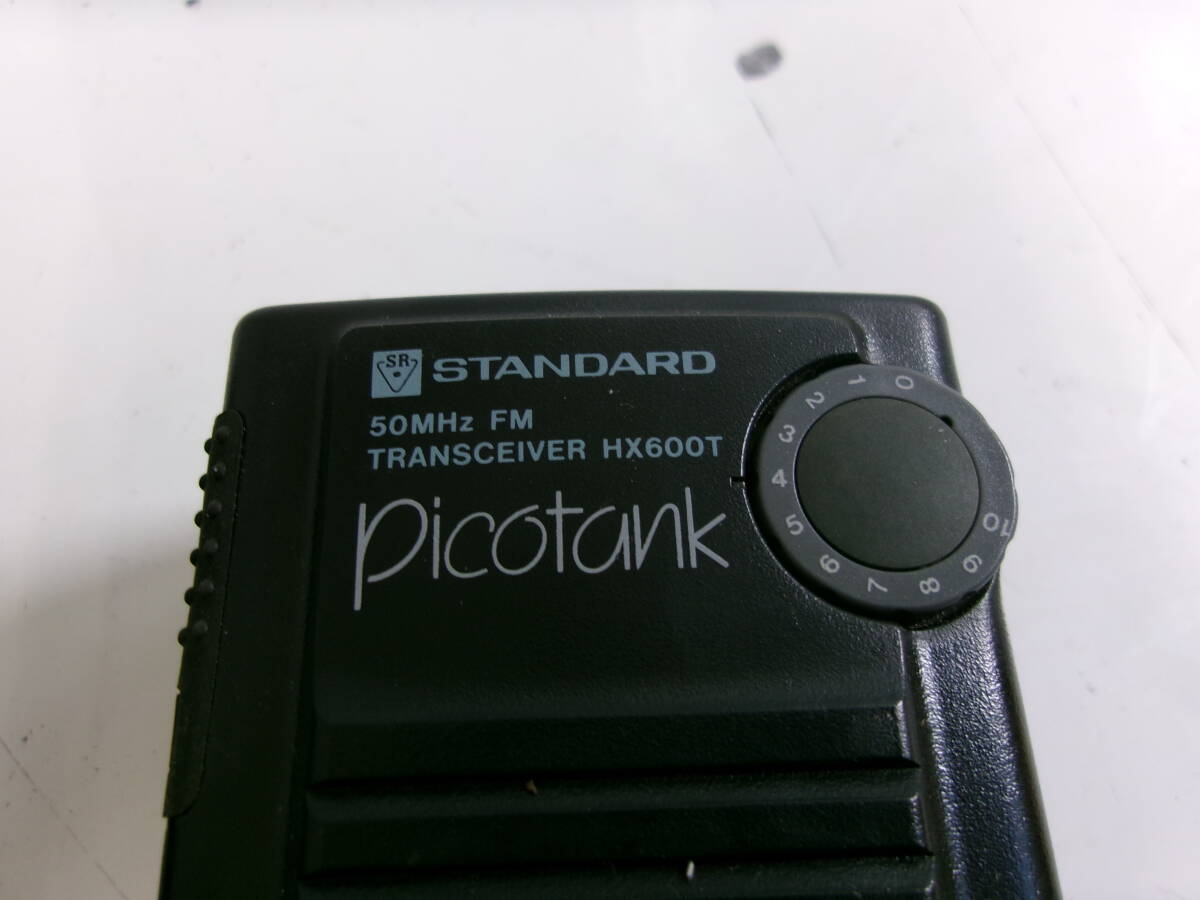 SR STANDARD
50MHz FM
TRANSCEIVER HX600T
picotank
0
1
2
3
4
5
6
7
8
9
10